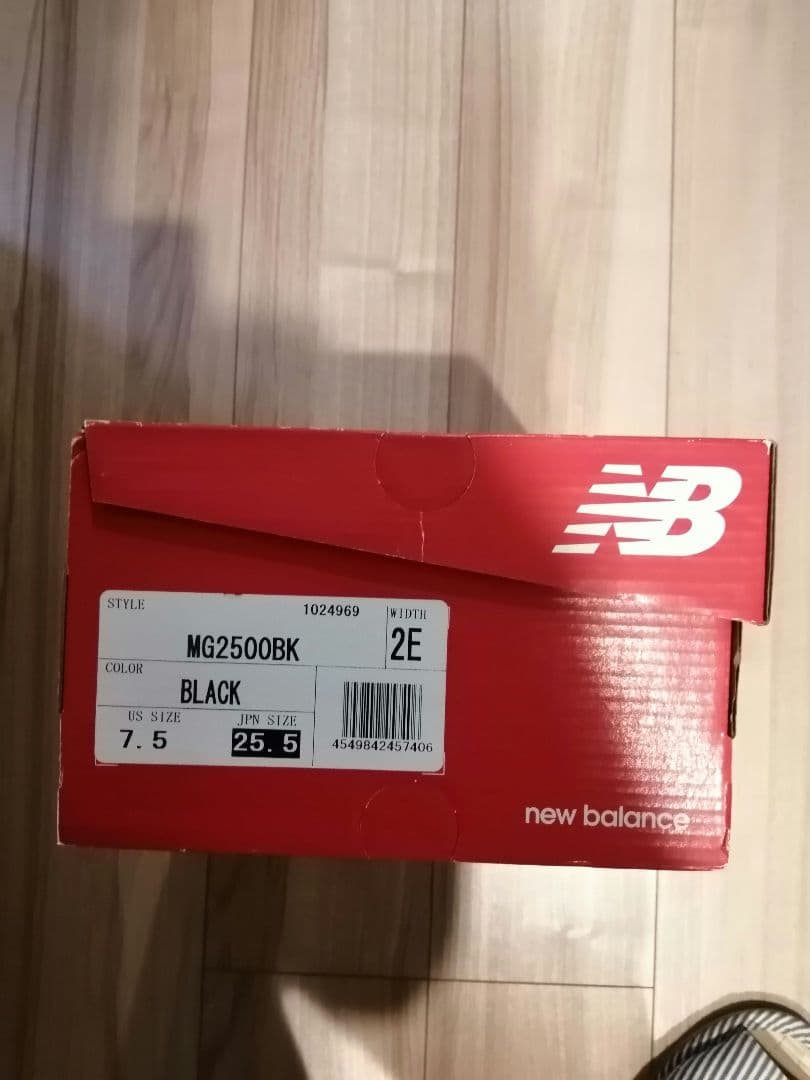 NB
STYLE 1024969 WIDTH
MG2500BK 2E
COLOR
BLACK
US SIZE JPN SIZE
7.5 25.5
4549842457406
new balance